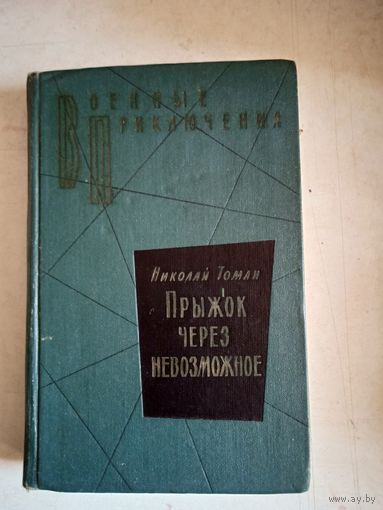 Военные
Приключения
Николай Томан
Прыжок
через
невозможное
www.ay.by